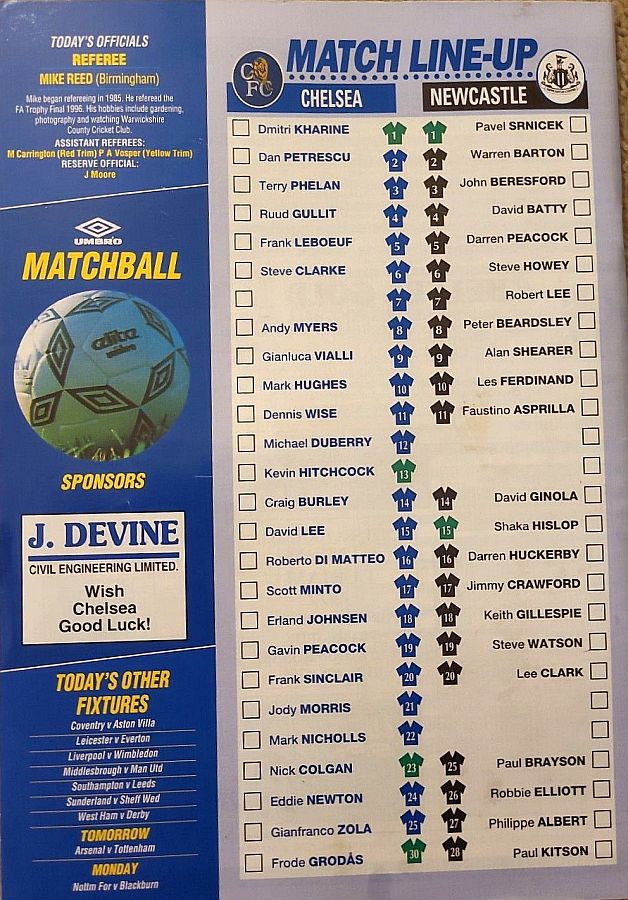 TODAY'S OFFICIALS
REFEREE
MIKE REED (Birmingham)
Mike began refereeing in 1985. He refereed the
FA Trophy Final 1996. His hobbies include gardening,
photography and watching Warwickshire
County Cricket Club.
ASSISTANT REFEREES:
M Carrington (Red Trim) P A Vosper (Yellow Trim)
RESERVE OFFICIAL:
J Moore
UMBRO
MATCHBALL
SPONSORS
J. DEVINE
CIVIL ENGINEERING LIMITED.
Wish
Chelsea
Good Luck!
TODAY'S OTHER
FIXTURES
Coventry v Aston Villa
Leicester v Everton
Liverpool v Wimbledon
Middlesbrough v Man Utd
Southampton v Leeds
Sunderland v Sheff Wed
West Ham v Derby
TOMORROW
Arsenal v Tottenham
MONDAY
Nottm For v Blackburn
CFC
MATCH LINE-UP
CHELSEA NEWCASTLE
Dmitri KHARINE 1 1 Pavel SRNICEK
Dan PETRESCU 2 2 Warren BARTON
Terry PHELAN 3 3 John BERESFORD
Ruud GULLIT 4 4 David BATTY
Frank LEBOEUF 5 5 Darren PEACOCK
Steve CLARKE 6 6 Steve HOWEY
7 7 Robert LEE
Andy MYERS 8 8 Peter BEARDSLEY
Gianluca VIALLI 9 9 Alan SHEARER
Mark HUGHES 10 10 Les FERDINAND
Dennis WISE 11 11 Faustino ASPRILLA
Michael DUBERRY 12
Kevin HITCHCOCK 13
Craig BURLEY 14 14 David GINOLA
David LEE 15 15 Shaka HISLOP
Roberto DI MATTEO 16 16 Darren HUCKERBY
Scott MINTO 17 17 Jimmy CRAWFORD
Erland JOHNSEN 18 18 Keith GILLESPIE
Gavin PEACOCK 19 19 Steve WATSON
Frank SINCLAIR 20 20 Lee CLARK
Jody MORRIS 21
Mark NICHOLLS 22
Nick COLGAN 23 25 Paul BRAYSON
Eddie NEWTON 24 26 Robbie ELLIOTT
Gianfranco ZOLA 25 27 Philippe ALBERT
Frode GRODÅS 30 28 Paul KITSON